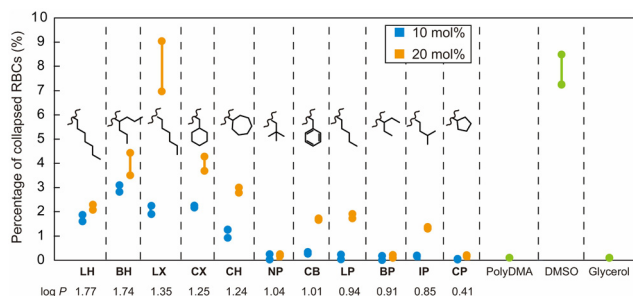 Percentage of collapsed RBCs (%)
10
9
8
7
6
5
4
3
2
1
0
10 mol%
20 mol%
LH BH LX CX CH NP CB LP BP IP CP PolyDMA DMSO Glycerol
log P 1.77 1.74 1.35 1.25 1.24 1.04 1.01 0.94 0.91 0.85 0.41